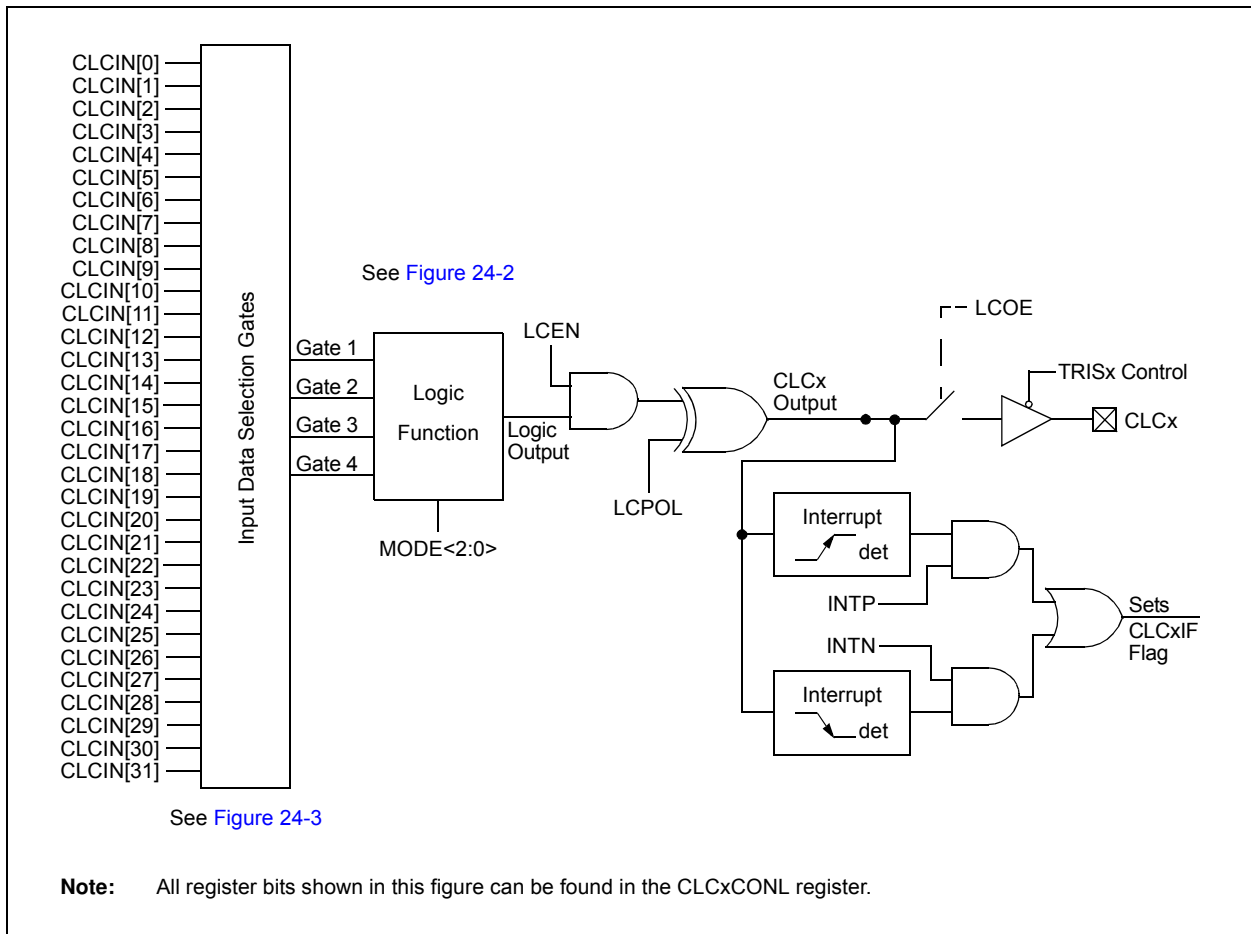 CLCIN[0]
CLCIN[1]
CLCIN[2]
CLCIN[3]
CLCIN[4]
CLCIN[5]
CLCIN[6]
CLCIN[7]
CLCIN[8]
CLCIN[9]
CLCIN[10]
CLCIN[11]
CLCIN[12]
CLCIN[13]
CLCIN[14]
CLCIN[15]
CLCIN[16]
CLCIN[17]
CLCIN[18]
CLCIN[19]
CLCIN[20]
CLCIN[21]
CLCIN[22]
CLCIN[23]
CLCIN[24]
CLCIN[25]
CLCIN[26]
CLCIN[27]
CLCIN[28]
CLCIN[29]
CLCIN[30]
CLCIN[31]
Input Data Selection Gates
See Figure 24-3
Gate 1
Gate 2
Gate 3
Gate 4
See Figure 24-2
Logic
Function
MODE<2:0>
Logic
Output
LCEN
LCPOL
CLCx
Output
LCOE
TRISx Control
CLCx
Interrupt
det
INTP
INTN
Interrupt
det
Sets
CLCxIF
Flag
Note: All register bits shown in this figure can be found in the CLCxCONL register.